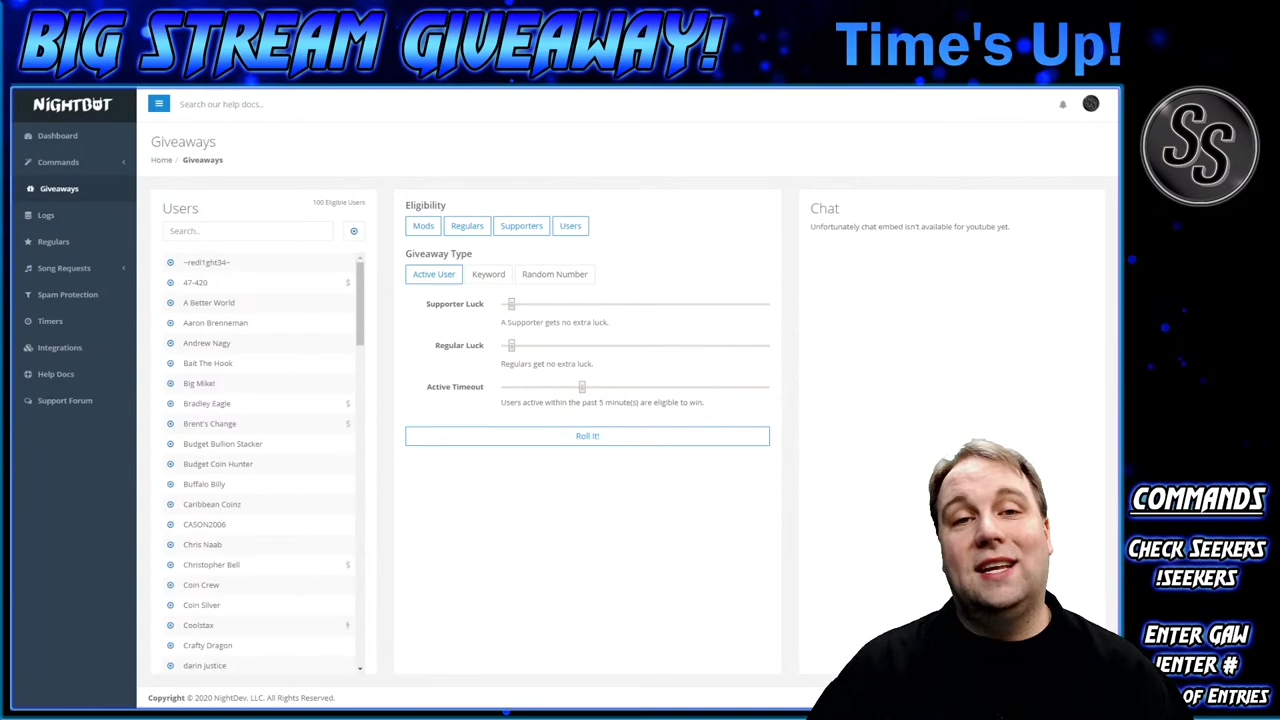 BIG STREAM GIVEAWAY!
Time's Up!
NIGHTBOT
Search our help docs..
Dashboard
Commands
Giveaways
Logs
Regulars
Song Requests
Spam Protection
Timers
Integrations
Help Docs
Support Forum
Giveaways
Home / Giveaways
Users
100 Eligible Users
Search..
~redl1ght34~
47-420
$
A Better World
Aaron Brenneman
Andrew Nagy
Bait The Hook
Big Mike!
Bradley Eagle
$
Brent's Change
$
Budget Bullion Stacker
Budget Coin Hunter
Buffalo Billy
Caribbean Coinz
CASON2006
Chris Naab
Christopher Bell
$
Coin Crew
Coin Silver
Coolstax
Crafty Dragon
darin justice
Eligibility
Mods
Regulars
Supporters
Users
Giveaway Type
Active User
Keyword
Random Number
Supporter Luck
A Supporter gets no extra luck.
Regular Luck
Regulars get no extra luck.
Active Timeout
Users active within the past 5 minute(s) are eligible to win.
Roll It!
Chat
Unfortunately chat embed isn't available for youtube yet.
SS
COMMANDS
CHECK SEEKERS
!SEEKERS
ENTER GAW
!ENTER #
OF ENTRIES
Copyright © 2020 NightDev, LLC. All Rights Reserved.